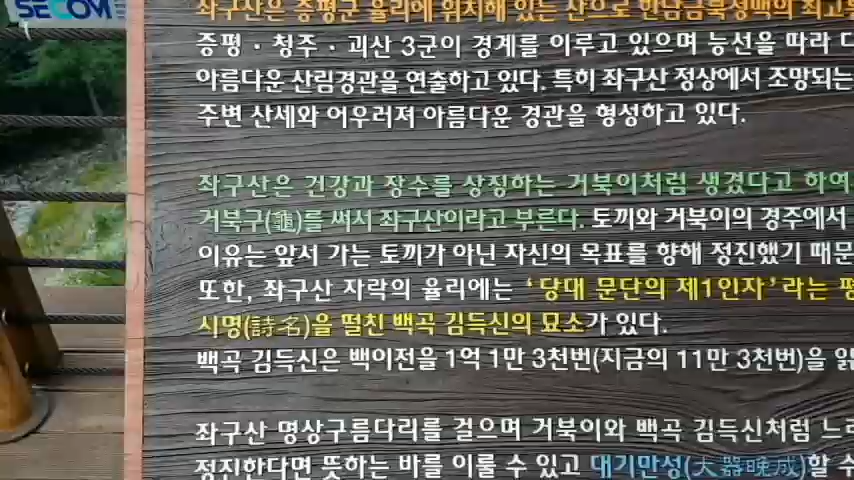 SECOM
좌구산은 증평군 율리에 위치해 있는 산으로 한남금북정맥의 최고
증평·청주·괴산 3군이 경계를 이루고 있으며 능선을 따라
아름다운 산림경관을 연출하고 있다. 특히 좌구산 정상에서 조망되는
주변 산세와 어우러져 아름다운 경관을 형성하고 있다.
좌구산은 건강과 장수를 상징하는 거북이처럼 생겼다고 하여
거북구(龜)를 써서 좌구산이라고 부른다. 토끼와 거북이의 경주에서
이유는 앞서 가는 토끼가 아닌 자신의 목표를 향해 정진했기 때문
또한, 좌구산 자락의 율리에는 '당대 문단의 제1인자'라는
시명(詩名)을 떨친 백곡 김득신의 묘소가 있다.
백곡 김득신은 백이전을 1억 1만 3천번(지금의 11만 3천번)을
좌구산 명상구름다리를 걸으며 거북이와 백곡 김득신처럼 느
정진한다면 뜻하는 바를 이룰 수 있고 대기만성(大器晩成)할 수